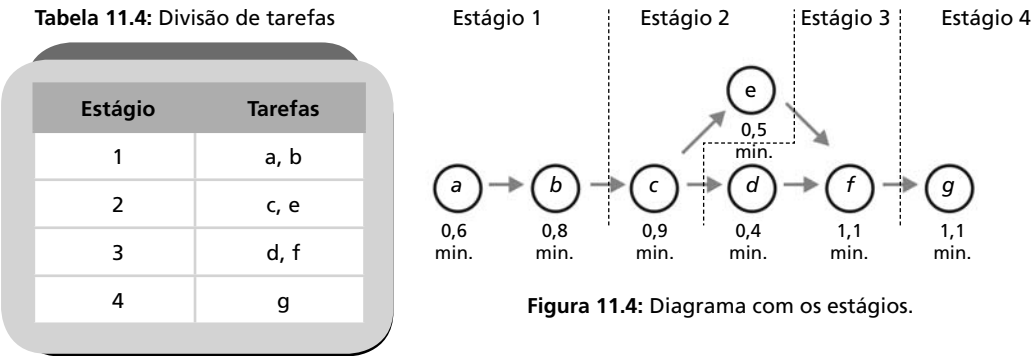 Tabela 11.4: Divisão de tarefas
Estágio Tarefas
1 a, b
2 c, e
3 d, f
4 g
Estágio 1 Estágio 2 Estágio 3 Estágio 4
e
0,5
min.
a b c d f g
0,6 0,8 0,9 0,4 1,1 1,1
min. min. min. min. min. min.
Figura 11.4: Diagrama com os estágios.